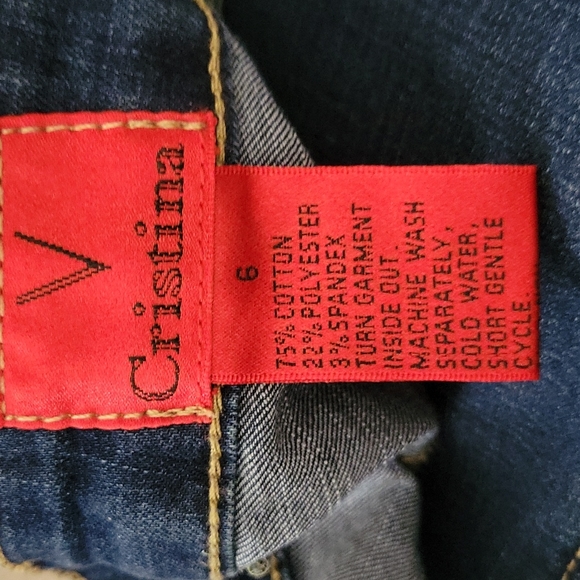 V
Cristina
6
75% COTTON
22% POLYESTER
3% SPANDEX
TURN GARMENT
INSIDE OUT.
MACHINE WASH
SEPARATELY,
COLD WATER,
SHORT GENTLE
CYCLE.